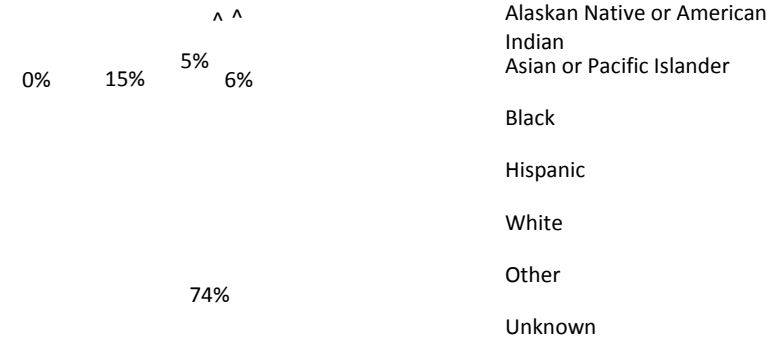 ^ ^
5%
0% 15% 6%
74%
Alaskan Native or American
Indian
Asian or Pacific Islander
Black
Hispanic
White
Other
Unknown